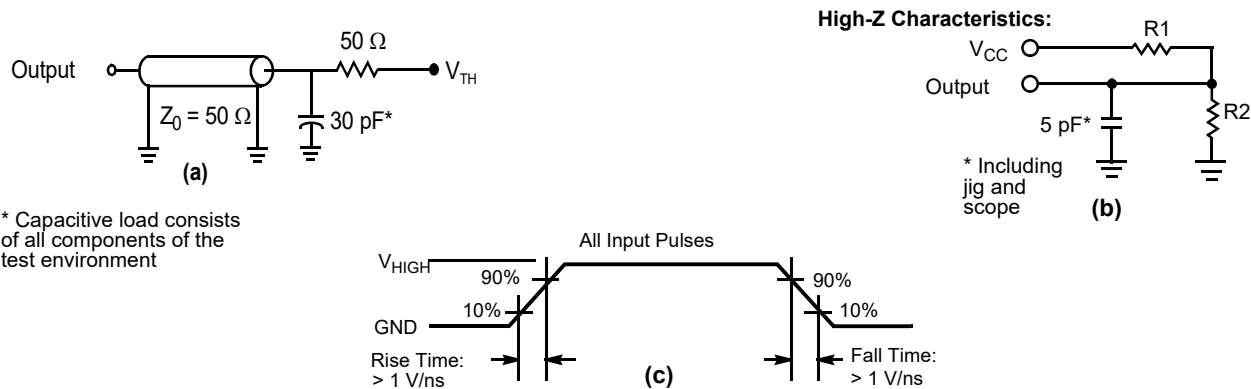 50 Ω
Output
V_TH
Z_0 = 50 Ω
30 pF*
(a)
* Capacitive load consists
of all components of the
test environment
High-Z Characteristics:
R1
V_CC
Output
R2
5 pF*
* Including
jig and
scope
(b)
All Input Pulses
V_HIGH
90%
90%
10%
10%
GND
Rise Time:
> 1 V/ns
(c)
Fall Time:
> 1 V/ns